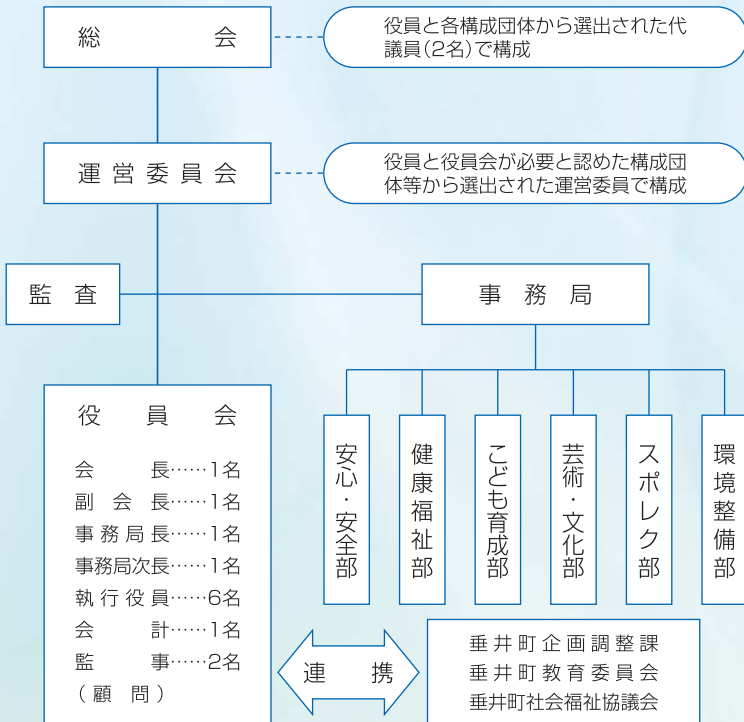 総会
役員と各構成団体から選出された代
議員(2名)で構成
運営委員会
役員と役員会が必要と認めた構成団
体等から選出された運営委員で構成
監査
事務局
役員会
会長……1名
副会長……1名
事務局長……1名
事務局次長……1名
執行役員……6名
会計……1名
監事……2名
(顧問)
安心・安全部
健康福祉部
こども育成部
芸術・文化部
スポレク部
環境整備部
連携
垂井町企画調整課
垂井町教育委員会
垂井町社会福祉協議会